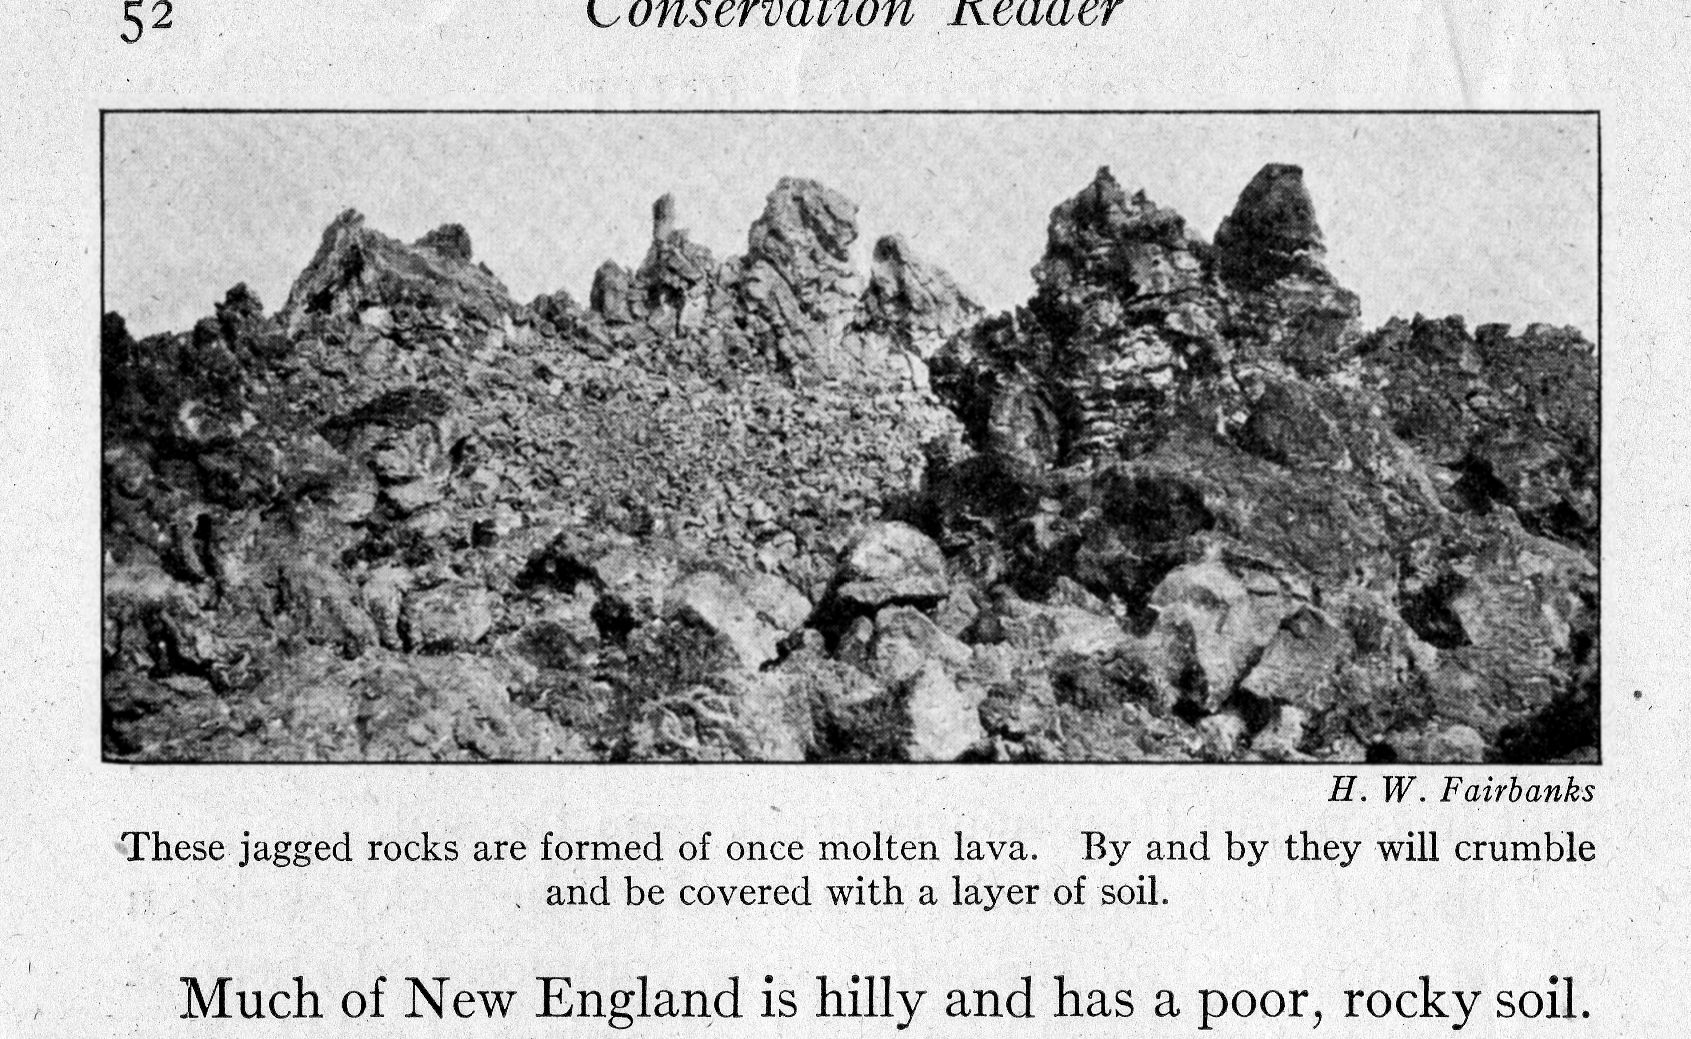 52
Conservation Reader
H. W. Fairbanks
These jagged rocks are formed of once molten lava. By and by they will crumble
and be covered with a layer of soil.
Much of New England is hilly and has a poor, rocky soil.